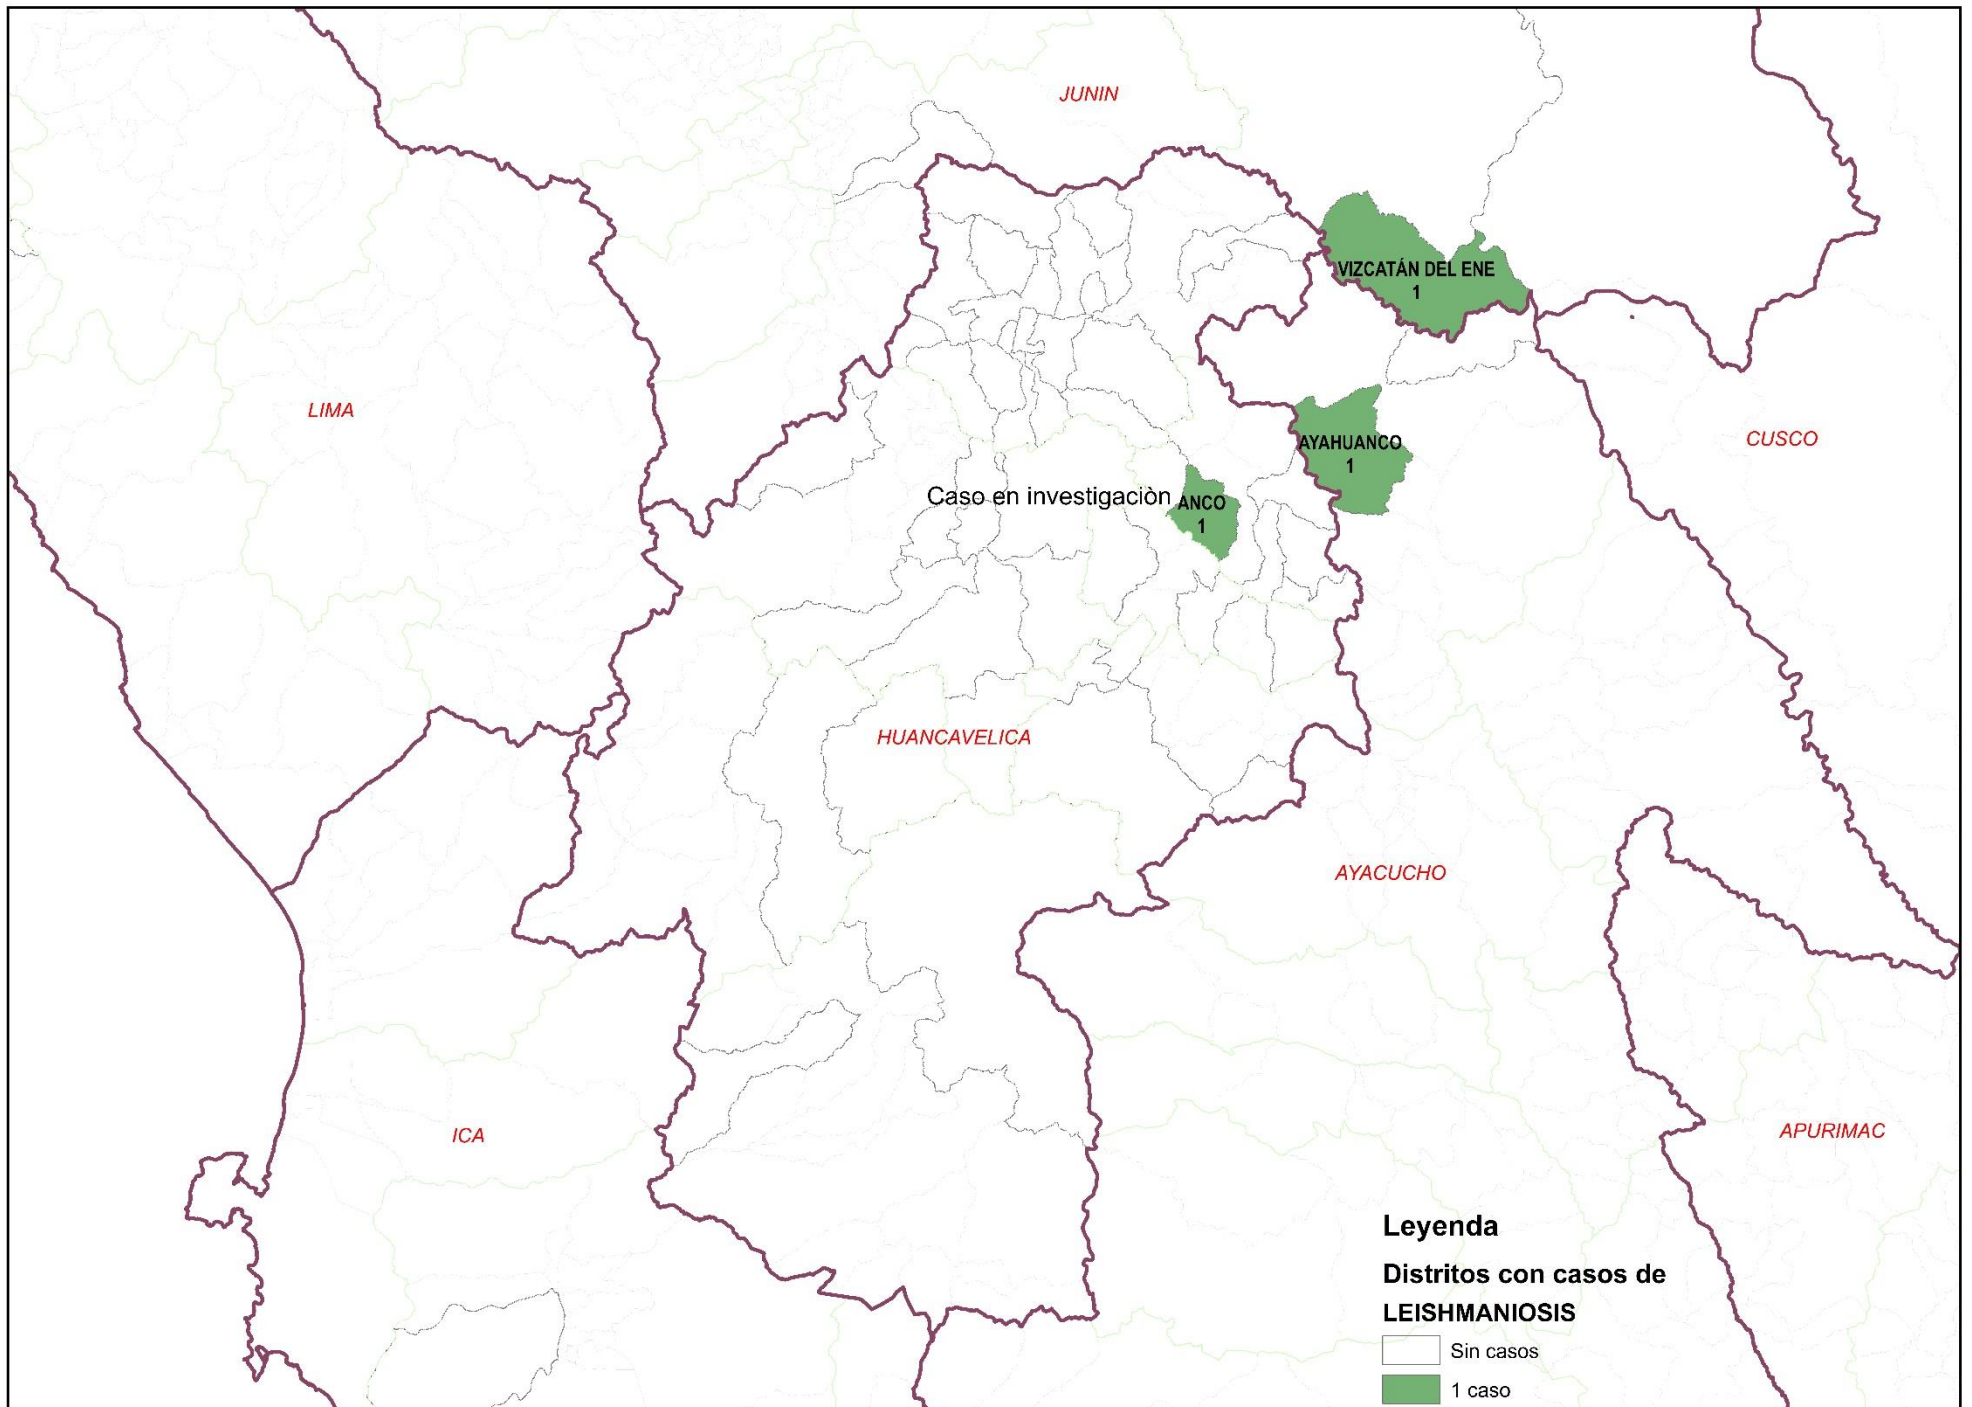 JUNIN
VIZCATÁN DEL ENE
1
LIMA
CUSCO
AYAHUANCO
1
Caso en investigaciòn
ANCO
1
HUANCAVELICA
AYACUCHO
ICA
APURIMAC
Leyenda
Distritos con casos de
LEISHMANIOSIS
Sin casos
1 caso